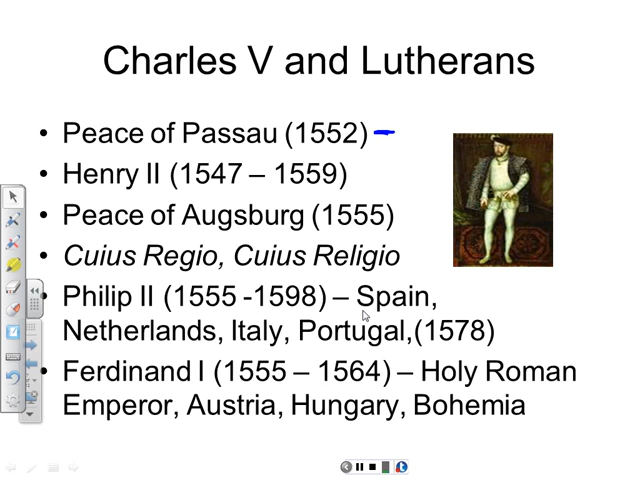 Charles V and Lutherans
• Peace of Passau (1552)
• Henry II (1547 – 1559)
• Peace of Augsburg (1555)
• Cuius Regio, Cuius Religio
• Philip II (1555 -1598) – Spain,
Netherlands, Italy, Portugal,(1578)
• Ferdinand I (1555 – 1564) – Holy Roman
Emperor, Austria, Hungary, Bohemia